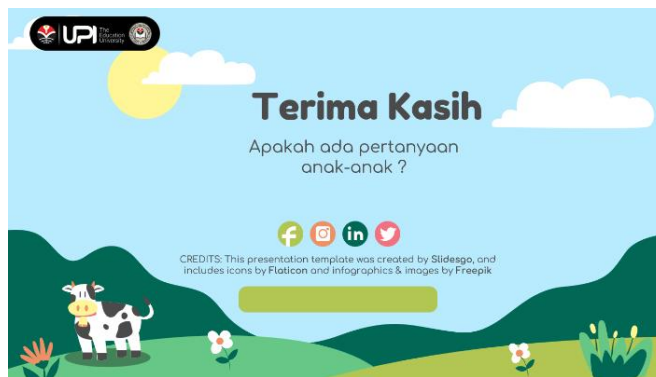 UPI The
Education
University
Terima Kasih
Apakah ada pertanyaan
anak-anak ?
CREDITS: This presentation template was created by Slidesgo, and
includes icons by Flaticon and infographics & images by Freepik